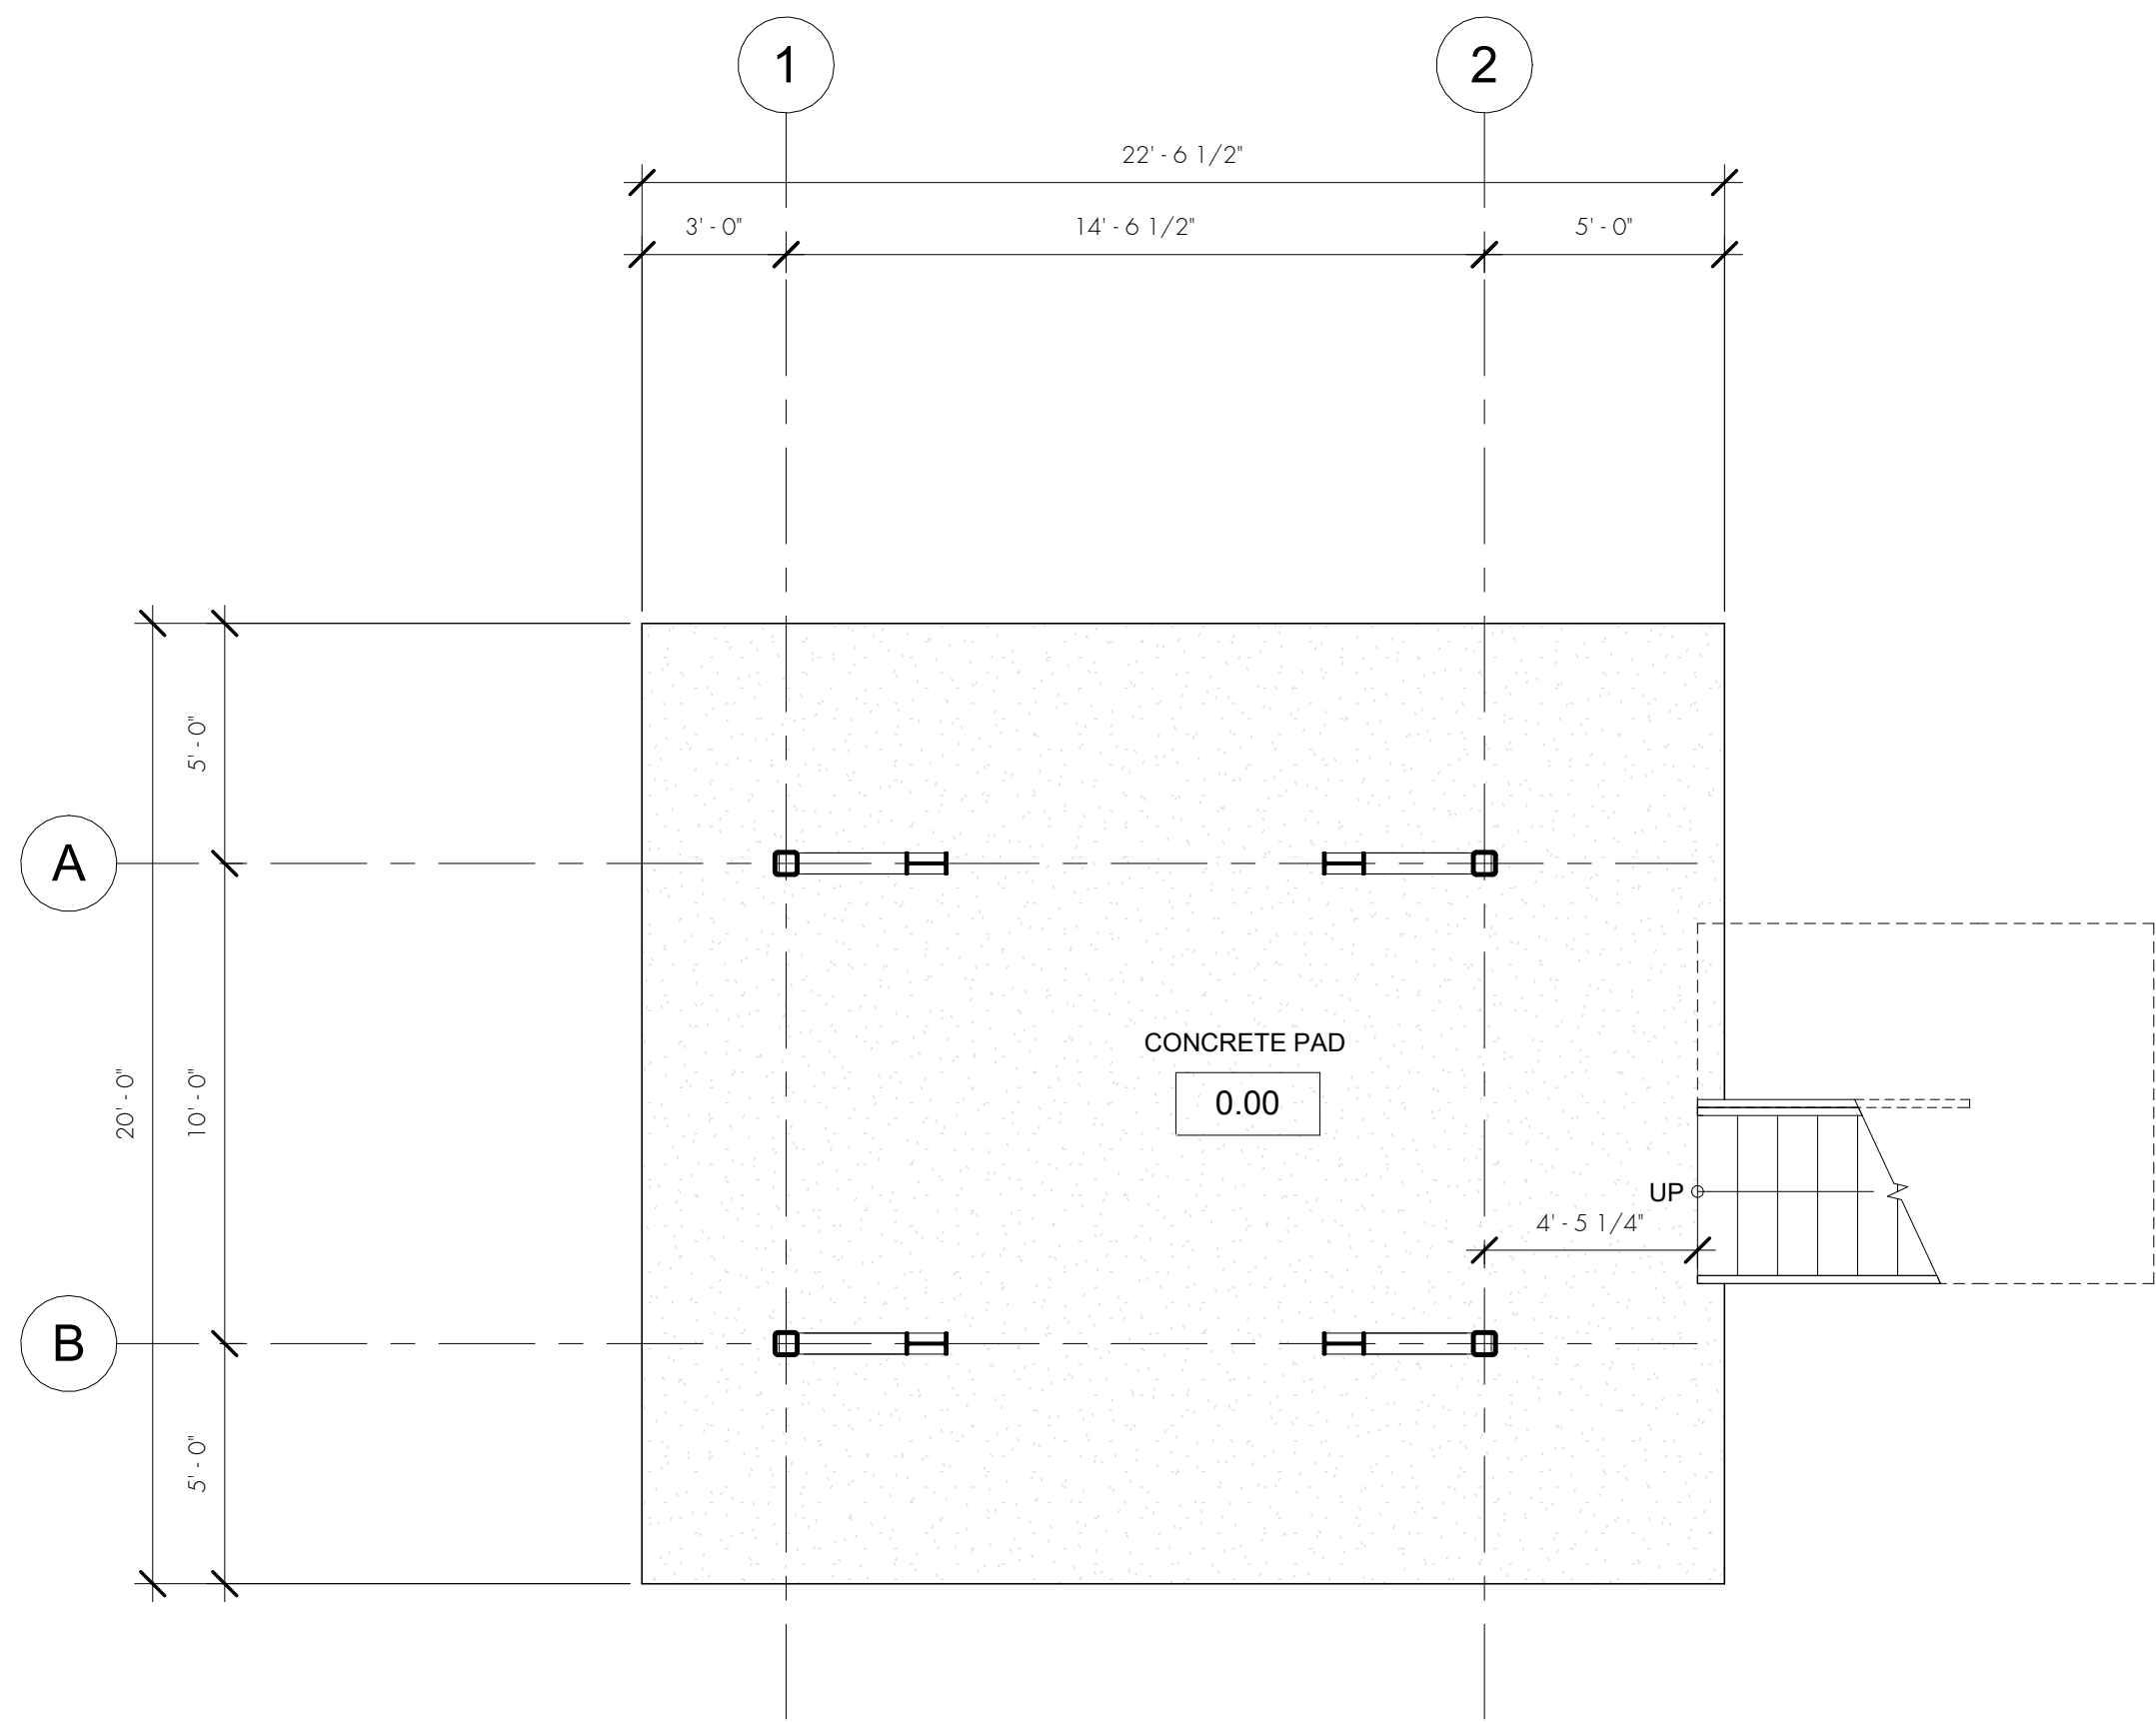 1
2
22' - 6 1/2"
3' - 0"
14' - 6 1/2"
5' - 0"
5' - 0"
A
CONCRETE PAD
0.00
20' - 0"
10' - 0"
UP
4' - 5 1/4"
B
5' - 0"